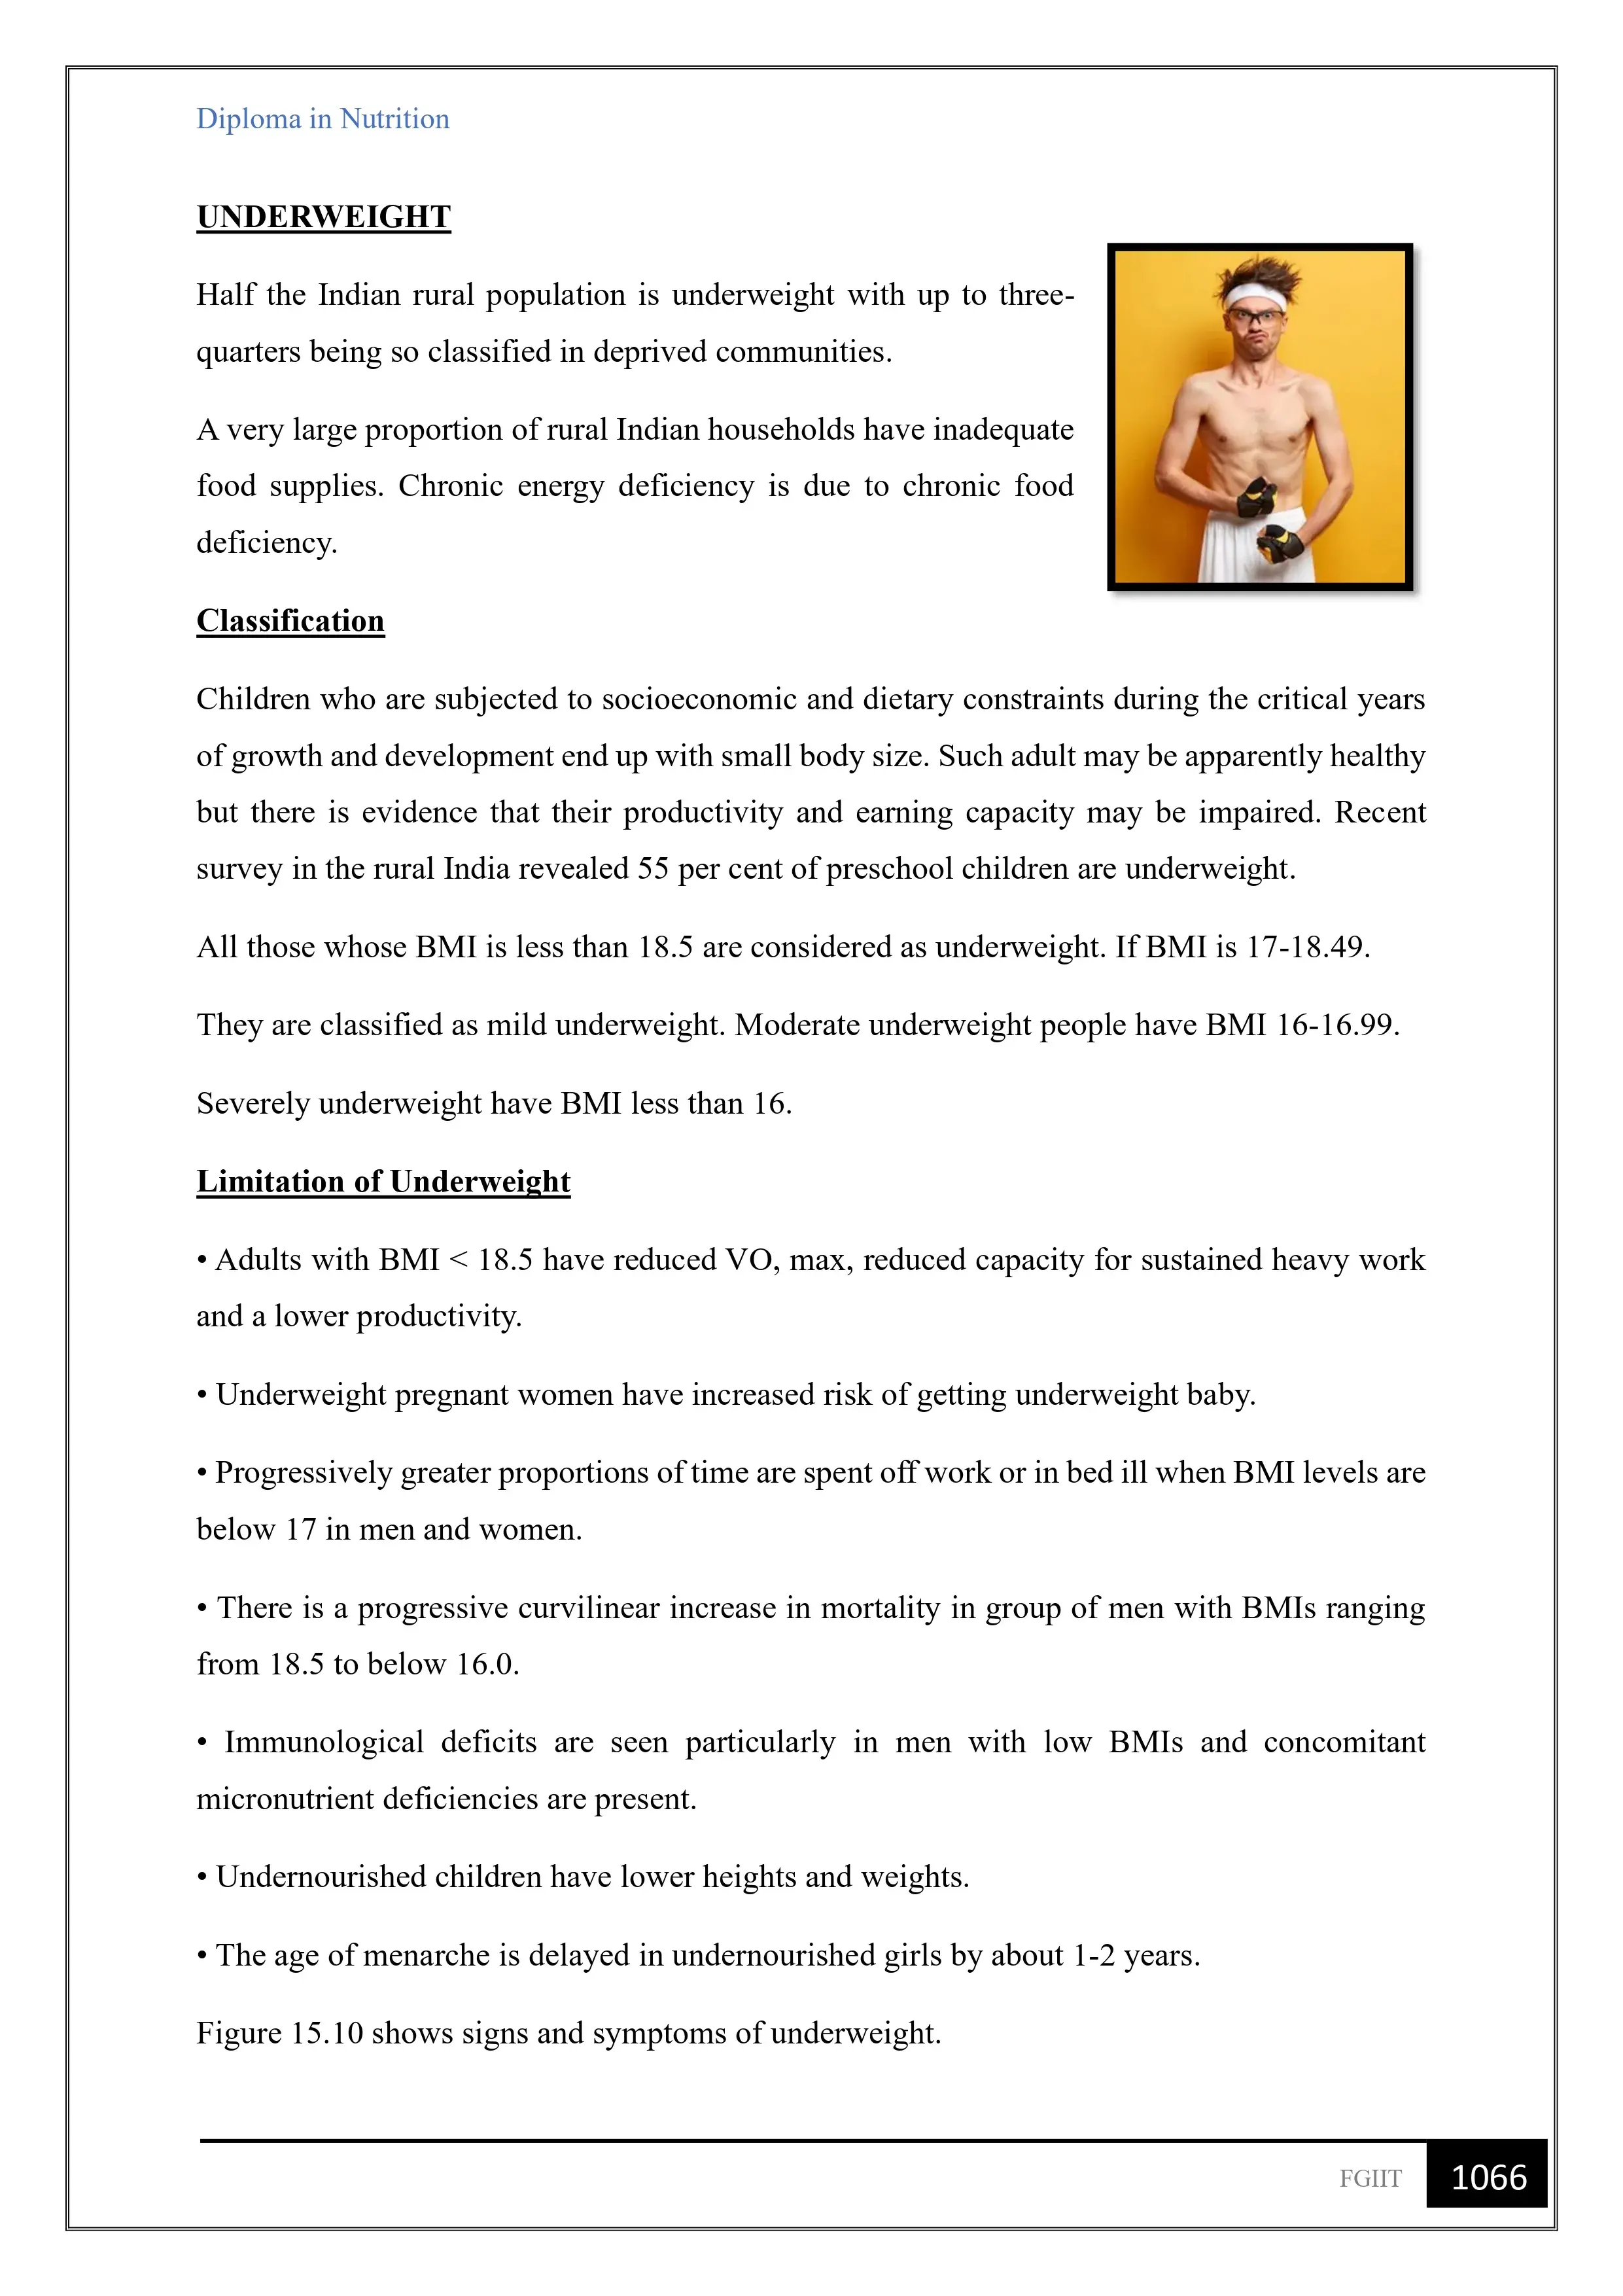 Diploma in Nutrition
UNDERWEIGHT
Half the Indian rural population is underweight with up to three-
quarters being so classified in deprived communities.
A very large proportion of rural Indian households have inadequate
food supplies. Chronic energy deficiency is due to chronic food
deficiency.
Classification
Children who are subjected to socioeconomic and dietary constraints during the critical years
of growth and development end up with small body size. Such adult may be apparently healthy
but there is evidence that their productivity and earning capacity may be impaired. Recent
survey in the rural India revealed 55 per cent of preschool children are underweight.
All those whose BMI is less than 18.5 are considered as underweight. If BMI is 17-18.49.
They are classified as mild underweight. Moderate underweight people have BMI 16-16.99.
Severely underweight have BMI less than 16.
Limitation of Underweight
• Adults with BMI < 18.5 have reduced VO, max, reduced capacity for sustained heavy work
and a lower productivity.
• Underweight pregnant women have increased risk of getting underweight baby.
• Progressively greater proportions of time are spent off work or in bed ill when BMI levels are
below 17 in men and women.
• There is a progressive curvilinear increase in mortality in group of men with BMIs ranging
from 18.5 to below 16.0.
• Immunological deficits are seen particularly in men with low BMIs and concomitant
micronutrient deficiencies are present.
• Undernourished children have lower heights and weights.
• The age of menarche is delayed in undernourished girls by about 1-2 years.
Figure 15.10 shows signs and symptoms of underweight.
FGIIT 1066